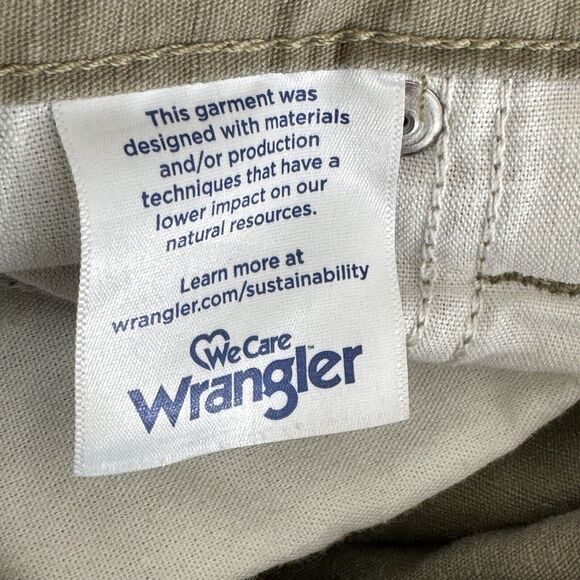 This garment was
designed with materials
and/or production
techniques that have a
lower impact on our
natural resources.
Learn more at
wrangler.com/sustainability
We Care
Wrangler™